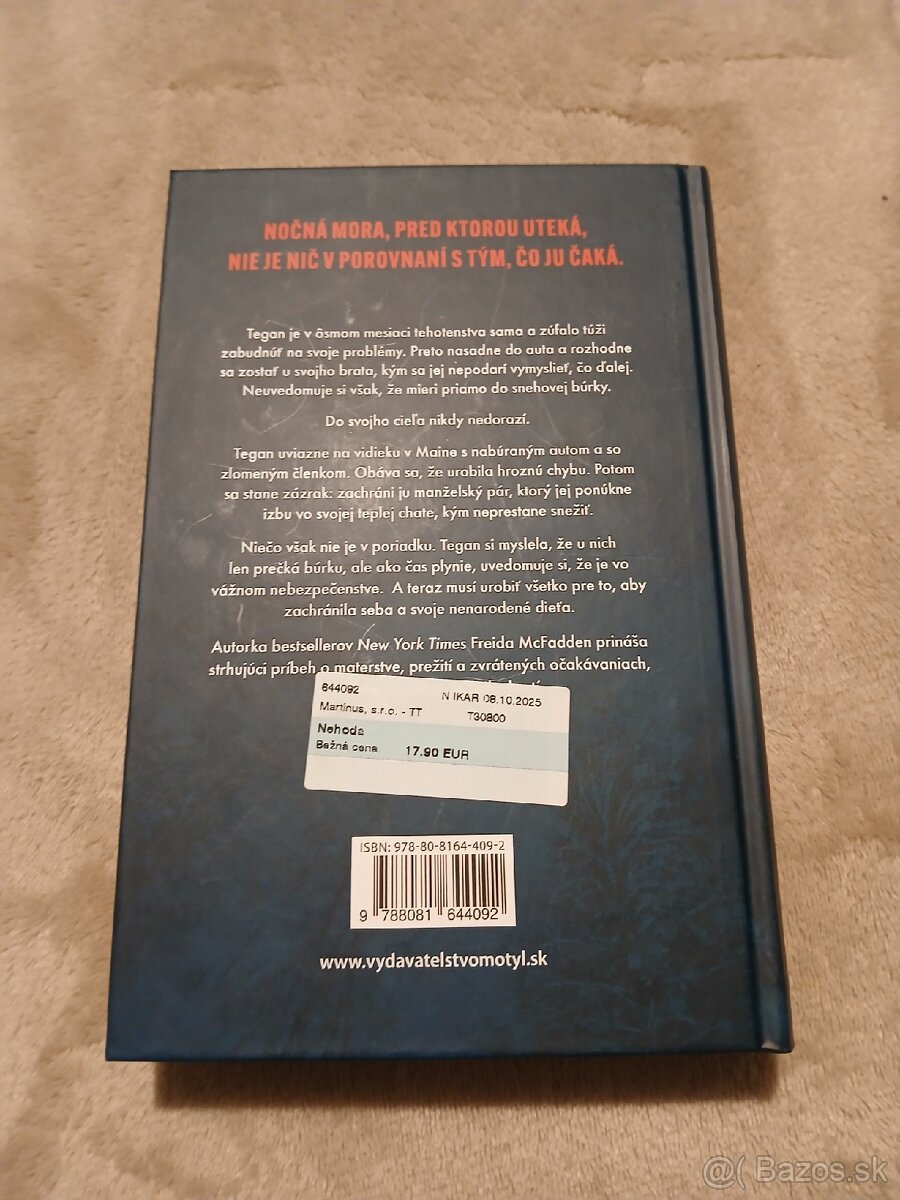 NOČNÁ MORA, PRED KTOROU UTEKÁ,
NIE JE NIČ V POROVNANÍ S TÝM, ČO JU ČAKÁ.
Tegan je v ôsmom mesiaci tehotenstva sama a zúfalo túži
zabudnúť na svoje problémy. Preto nasadne do auta a rozhodne
sa zostať u svojho brata, kým sa jej nepodarí vymyslieť, čo ďalej.
Neuvedomuje si však, že mieri priamo do snehovej búrky.
Do svojho cieľa nikdy nedorazí.
Tegan uviazne na vidieku v Maine s nabúraným autom a so
zlomeným členkom. Obáva sa, že urobila hroznú chybu. Potom
sa stane zázrak: zachráni ju manželský pár, ktorý jej ponúkne
izbu vo svojej teplej chate, kým neprestane snežiť.
Niečo však nie je v poriadku. Tegan si myslela, že u nich
len prečká búrku, ale ako čas plynie, uvedomuje si, že je vo
vážnom nebezpečenstve. A teraz musí urobiť všetko pre to, aby
zachránila seba a svoje nenarodené dieťa.
Autorka bestsellerov New York Times Freida McFadden prináša
strhujúci príbeh o materstve, prežití a zvrátených očakávaniach,
644092 N IKAR 08.10.2025
Martinus, s.r.o. - TT T30800
Nehoda
Bežná cena 17.90 EUR
ISBN: 978-80-8164-409-2
9 788081 644092
www.vydavatelstvomotyl.sk
@( Bazos.sk